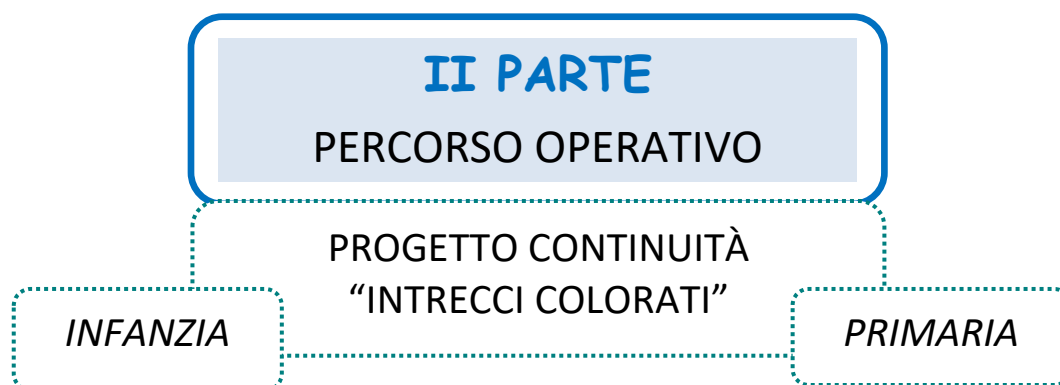 II PARTE
PERCORSO OPERATIVO
PROGETTO CONTINUITÀ
“INTRECCI COLORATI”
INFANZIA
PRIMARIA